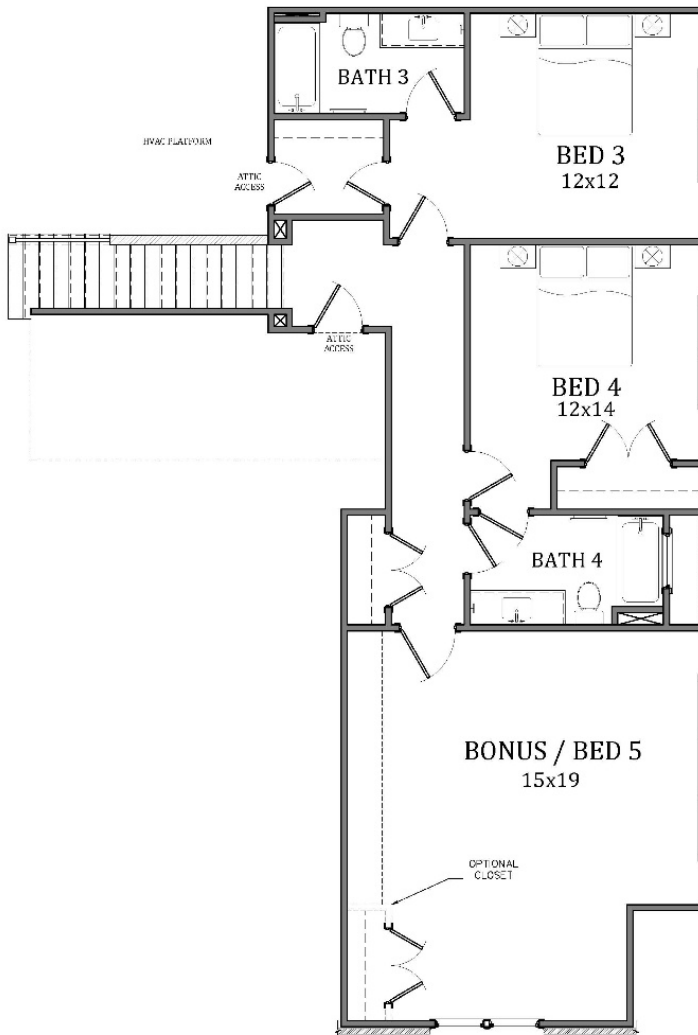 BATH 3
HVAC PLATFORM
BED 3
12x12
ATTIC
ACCESS
ATTIC
ACCESS
BED 4
12x14
BATH 4
BONUS / BED 5
15x19
OPTIONAL
CLOSET